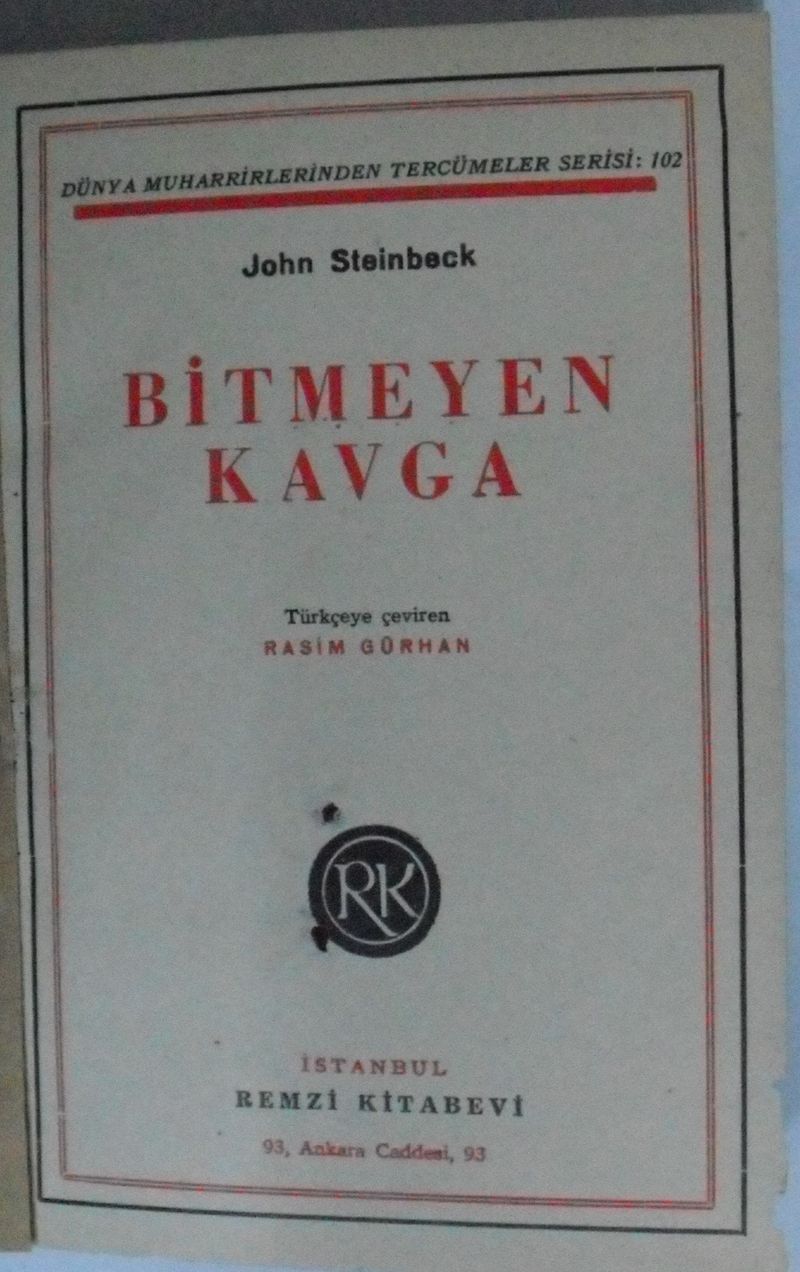 DÜNYA MUHARRİRLERİNDEN TERCÜMELER SERİSİ: 102
John Steinbeck
BİTMEYEN
KAVGA
Türkçeye çeviren
RASİM GÜRHAN
RK
İSTANBUL
REMZİ KİTABEVİ
93, Ankara Caddesi, 93